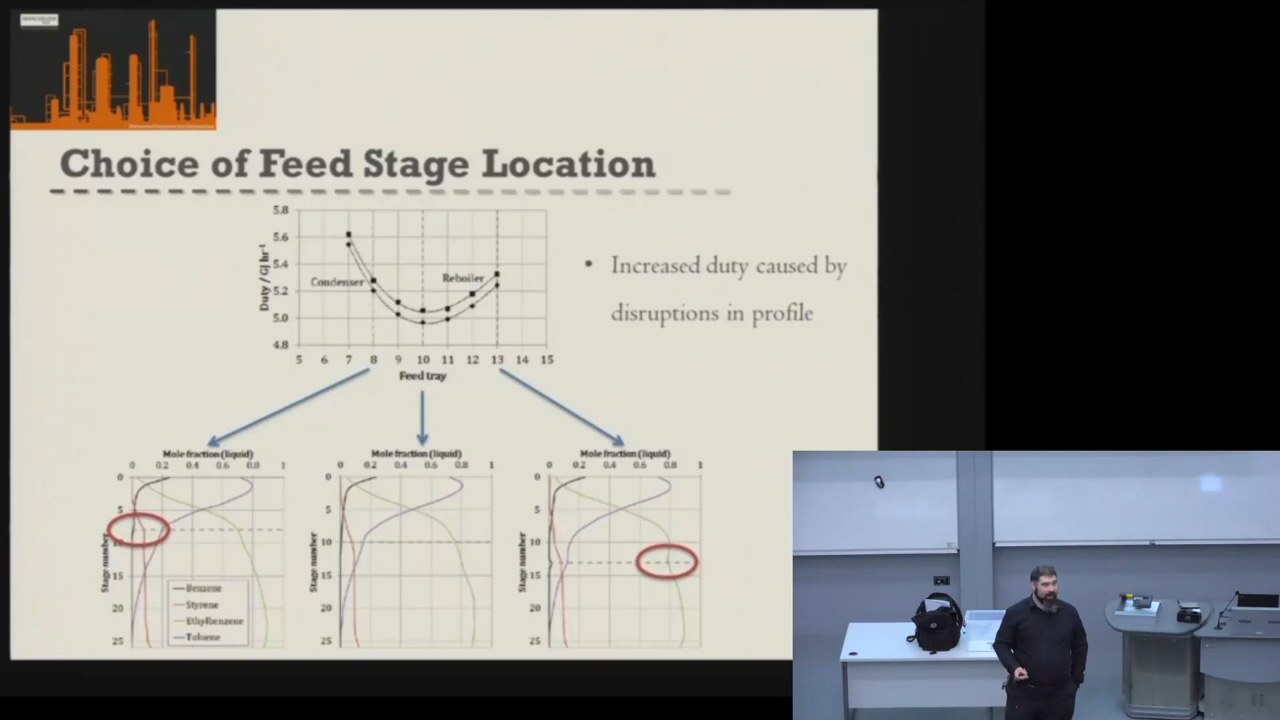 Choice of Feed Stage Location
5.8
5.6
5.4
5.2
5.0
4.8
Duty / GJ hr⁻¹
Condenser
Reboiler
5 6 7 8 9 10 11 12 13 14 15
Feed tray
• Increased duty caused by
disruptions in profile
Mole fraction (liquid)
0 0.2 0.4 0.6 0.8 1
0
5
10
15
20
25
Stage number
Benzene
Styrene
Ethylbenzene
Toluene
Mole fraction (liquid)
0 0.2 0.4 0.6 0.8 1
0
5
10
15
20
25
Stage number
Mole fraction (liquid)
0 0.2 0.4 0.6 0.8 1
0
5
10
15
20
25
Stage number